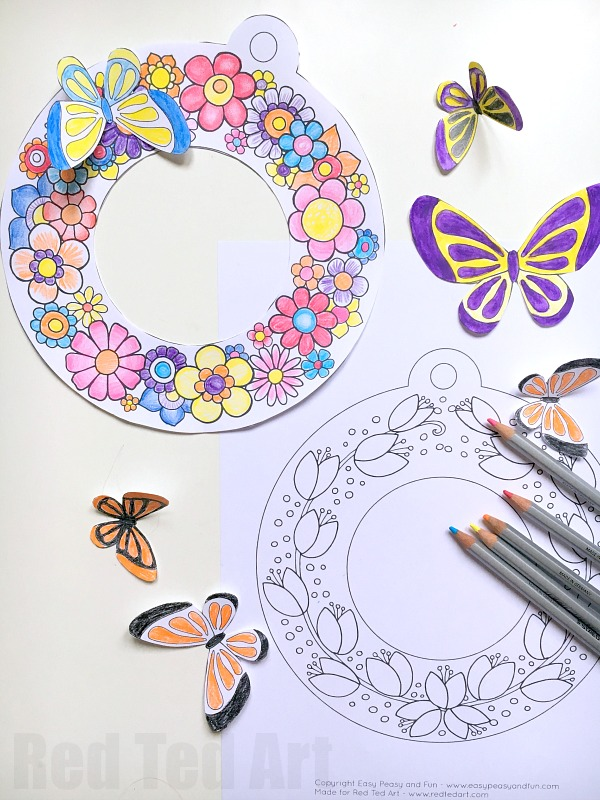 Red Ted Art
Copyright Easy Peasy and Fun - www.easypeasyandfun.com
Made for Red Ted Art - www.redtedart.com